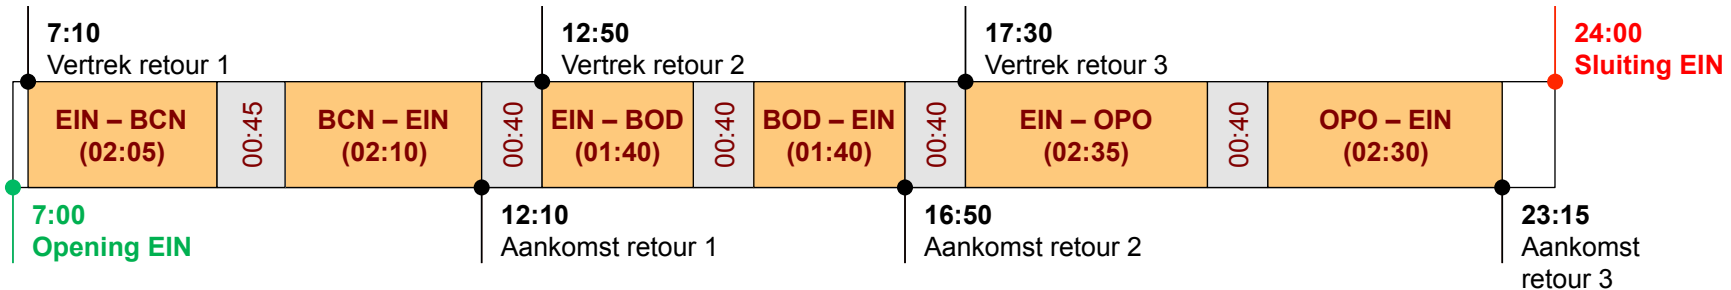 7:10
Vertrek retour 1
12:50
Vertrek retour 2
17:30
Vertrek retour 3
24:00
Sluiting EIN
EIN – BCN
(02:05)
00:45
BCN – EIN
(02:10)
00:40
EIN – BOD
(01:40)
00:40
BOD – EIN
(01:40)
00:40
EIN – OPO
(02:35)
00:40
OPO – EIN
(02:30)
7:00
Opening EIN
12:10
Aankomst retour 1
16:50
Aankomst retour 2
23:15
Aankomst
retour 3